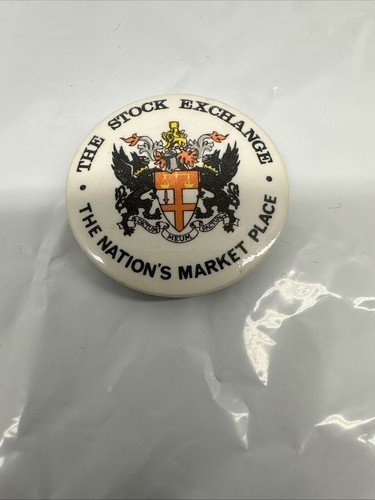 · THE STOCK EXCHANGE ·
DICTUM MEUM PACTUM
THE NATION'S MARKET PLACE